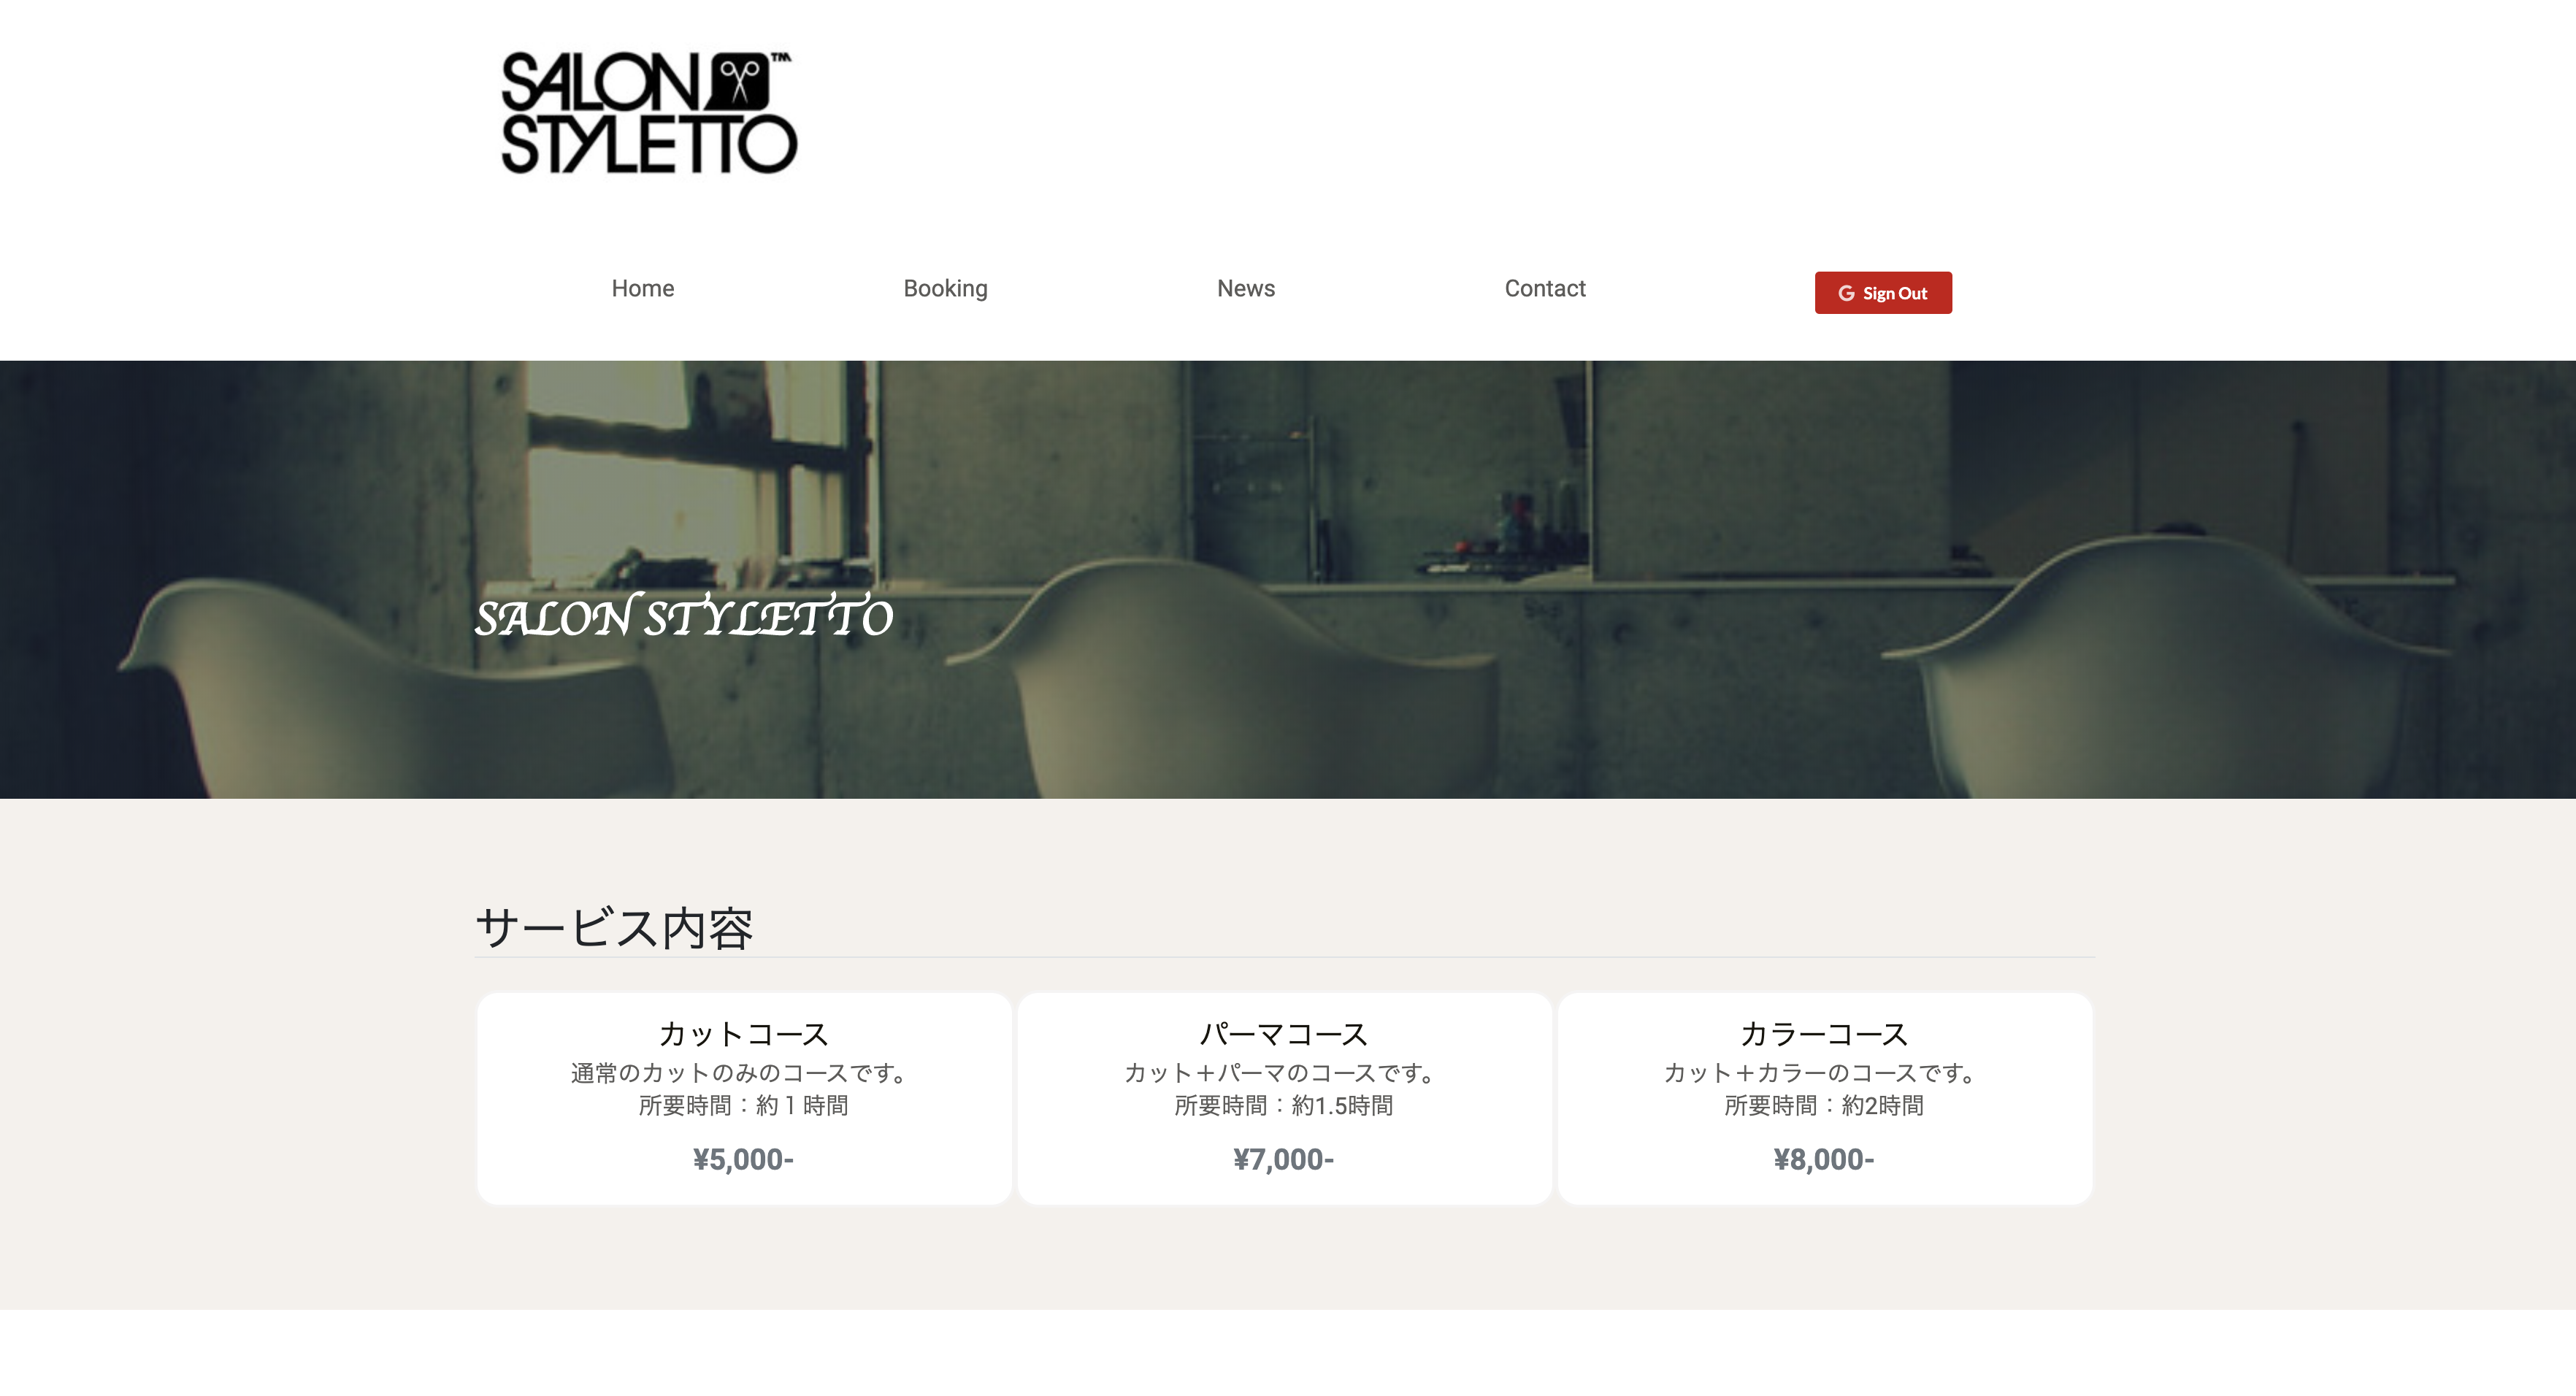 SALON™
STYLETTO
Home
Booking
News
Contact
G Sign Out
SALON STYLETTO
サービス内容
カットコース
通常のカットのみのコースです。
所要時間：約１時間
¥5,000-
パーマコース
カット＋パーマのコースです。
所要時間：約1.5時間
¥7,000-
カラーコース
カット＋カラーのコースです。
所要時間：約2時間
¥8,000-